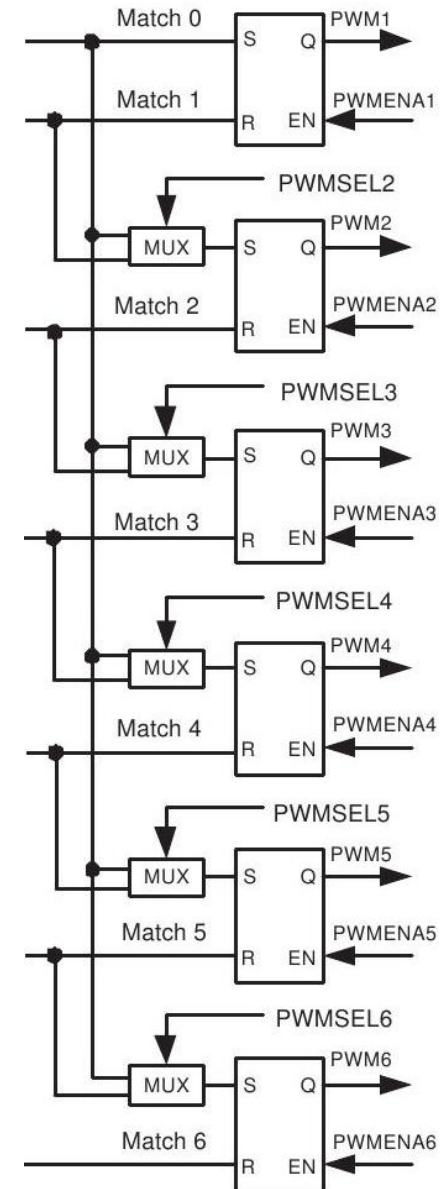 Match 0
PWM1
S
Q
Match 1
PWMENA1
R
EN
PWMSEL2
PWM2
MUX
S
Q
Match 2
PWMENA2
R
EN
PWMSEL3
PWM3
MUX
S
Q
Match 3
PWMENA3
R
EN
PWMSEL4
PWM4
MUX
S
Q
Match 4
PWMENA4
R
EN
PWMSEL5
PWM5
MUX
S
Q
Match 5
PWMENA5
R
EN
PWMSEL6
PWM6
MUX
S
Q
Match 6
PWMENA6
R
EN